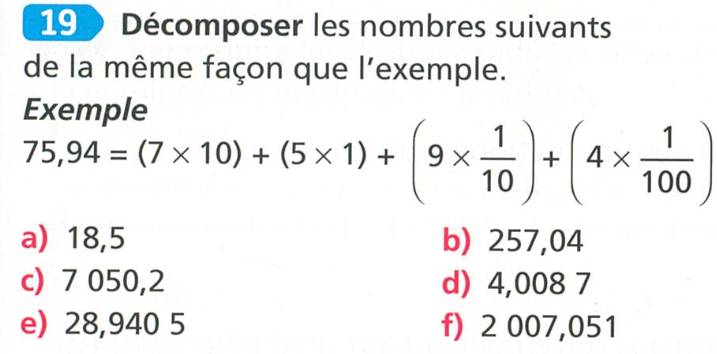 19 Décomposer les nombres suivants
de la même façon que l'exemple.
Exemple
75,94 = (7 × 10) + (5 × 1) + (9 × 1/10) + (4 × 1/100)
a) 18,5 b) 257,04
c) 7 050,2 d) 4,008 7
e) 28,940 5 f) 2 007,051